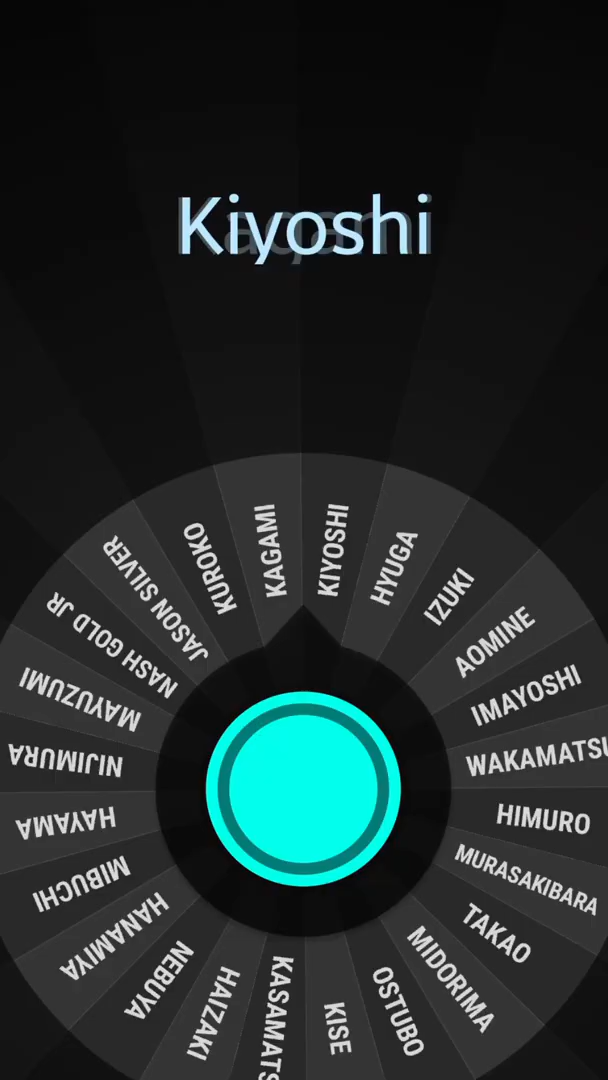 Kiyoshi
KAGAMI
KIYOSHI
HYUGA
IZUKI
AOMINE
IMAYOSHI
WAKAMATSU
HIMURO
MURASAKIBARA
TAKAO
MIDORIMA
OSTUBO
KISE
KASAMATS
HAIZAKI
NEBUYA
HANAMIYA
MIBUCHI
HAYAMA
NIJIMURA
MAYUZUMI
NASH GOLD JR
JASON SILVER
KUROKO